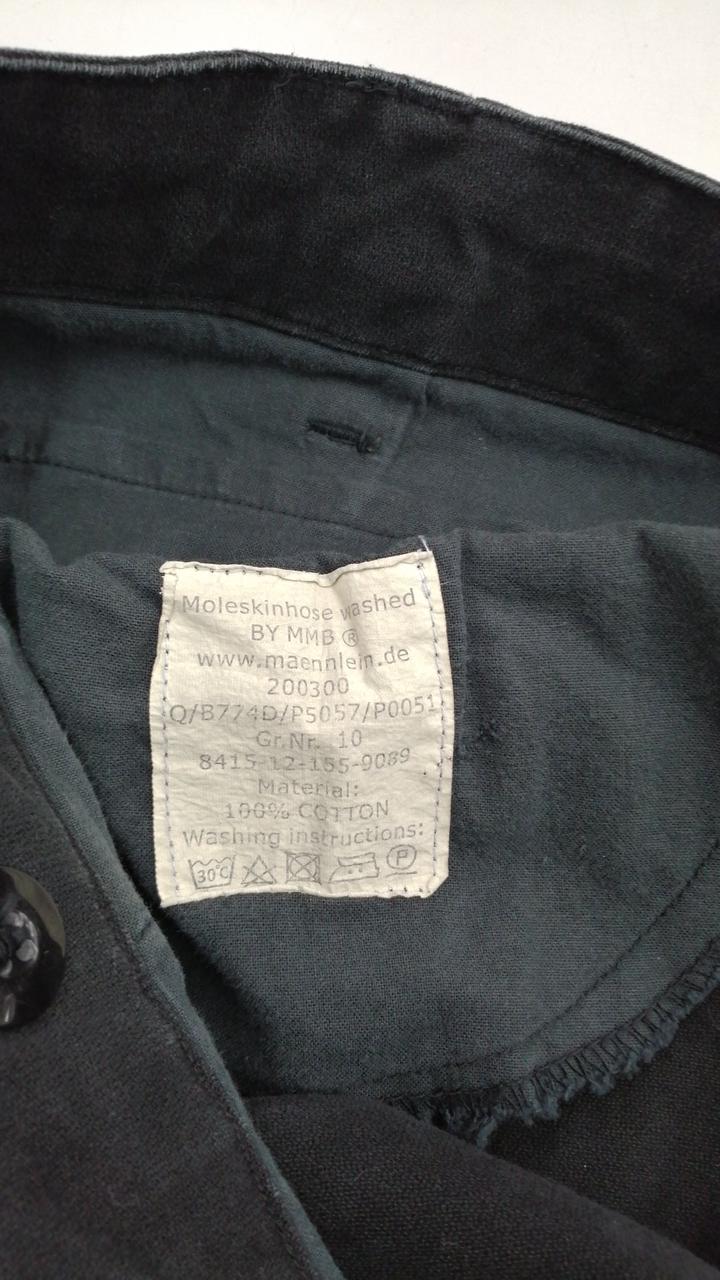 Moleskinhose washed
BY MMB ®
www.maennlein.de
200300
Q/B774D/P5057/P0051
Gr.Nr. 10
8415-12-155-9089
Material:
100% COTTON
Washing instructions:
30°C P